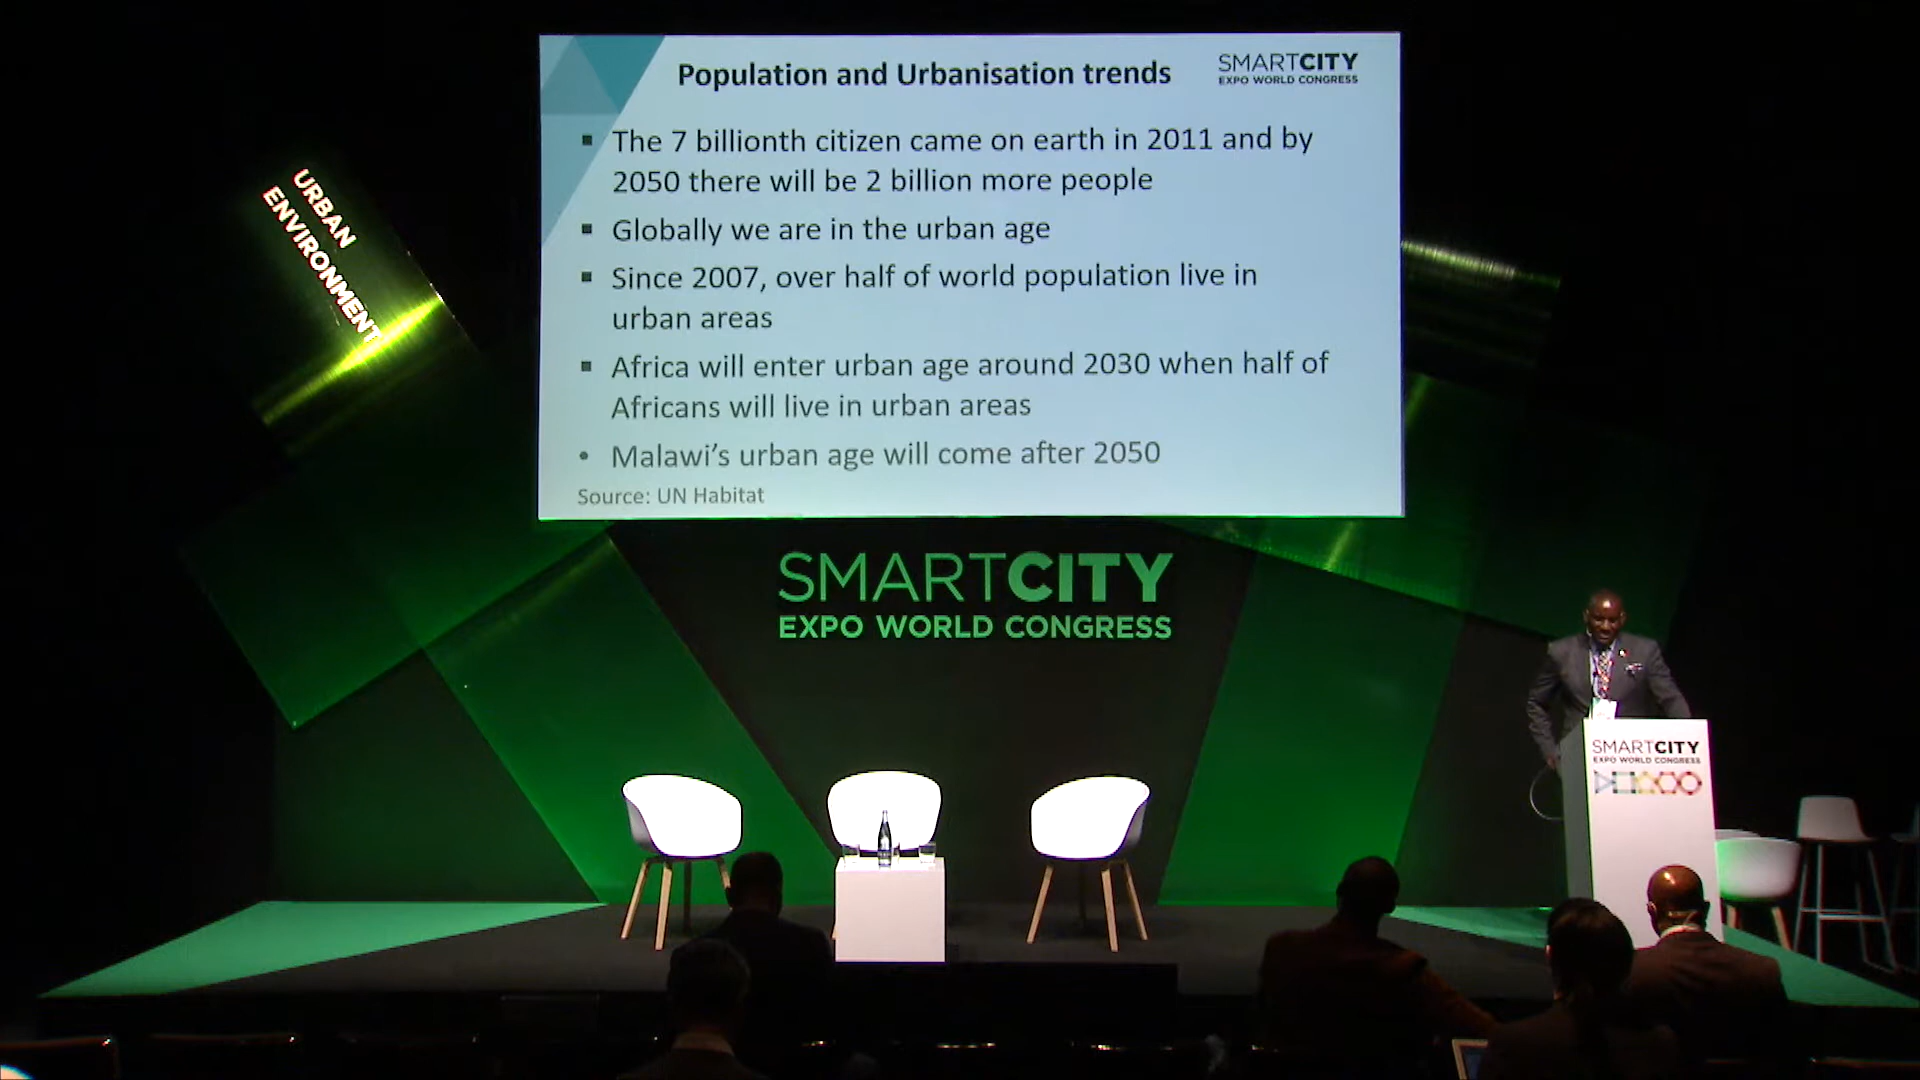 Population and Urbanisation trends
SMARTCITY
EXPO WORLD CONGRESS
▪ The 7 billionth citizen came on earth in 2011 and by
2050 there will be 2 billion more people
▪ Globally we are in the urban age
▪ Since 2007, over half of world population live in
urban areas
▪ Africa will enter urban age around 2030 when half of
Africans will live in urban areas
• Malawi’s urban age will come after 2050
Source: UN Habitat
URBAN
ENVIRONMENT
SMARTCITY
EXPO WORLD CONGRESS
SMARTCITY
EXPO WORLD CONGRESS